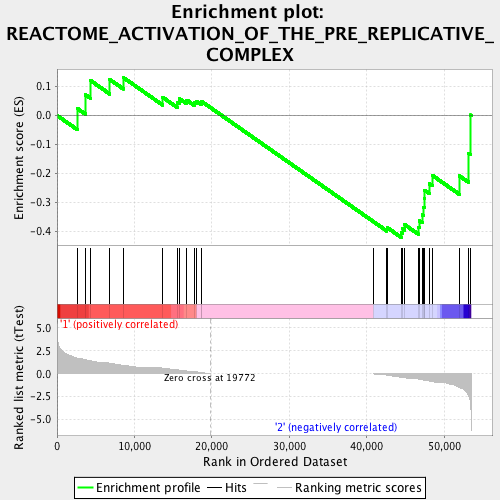 Enrichment plot:
REACTOME_ACTIVATION_OF_THE_PRE_REPLICATIVE_
COMPLEX
Enrichment score (ES)
0.1
0.0
-0.1
-0.2
-0.3
-0.4
'1' (positively correlated)
Ranked list metric (tTest)
5.0
2.5
0.0
-2.5
-5.0
Zero cross at 19772
'2' (negatively correlated)
0
10,000
20,000
30,000
40,000
50,000
Rank in Ordered Dataset
Enrichment profile
Hits
Ranking metric scores